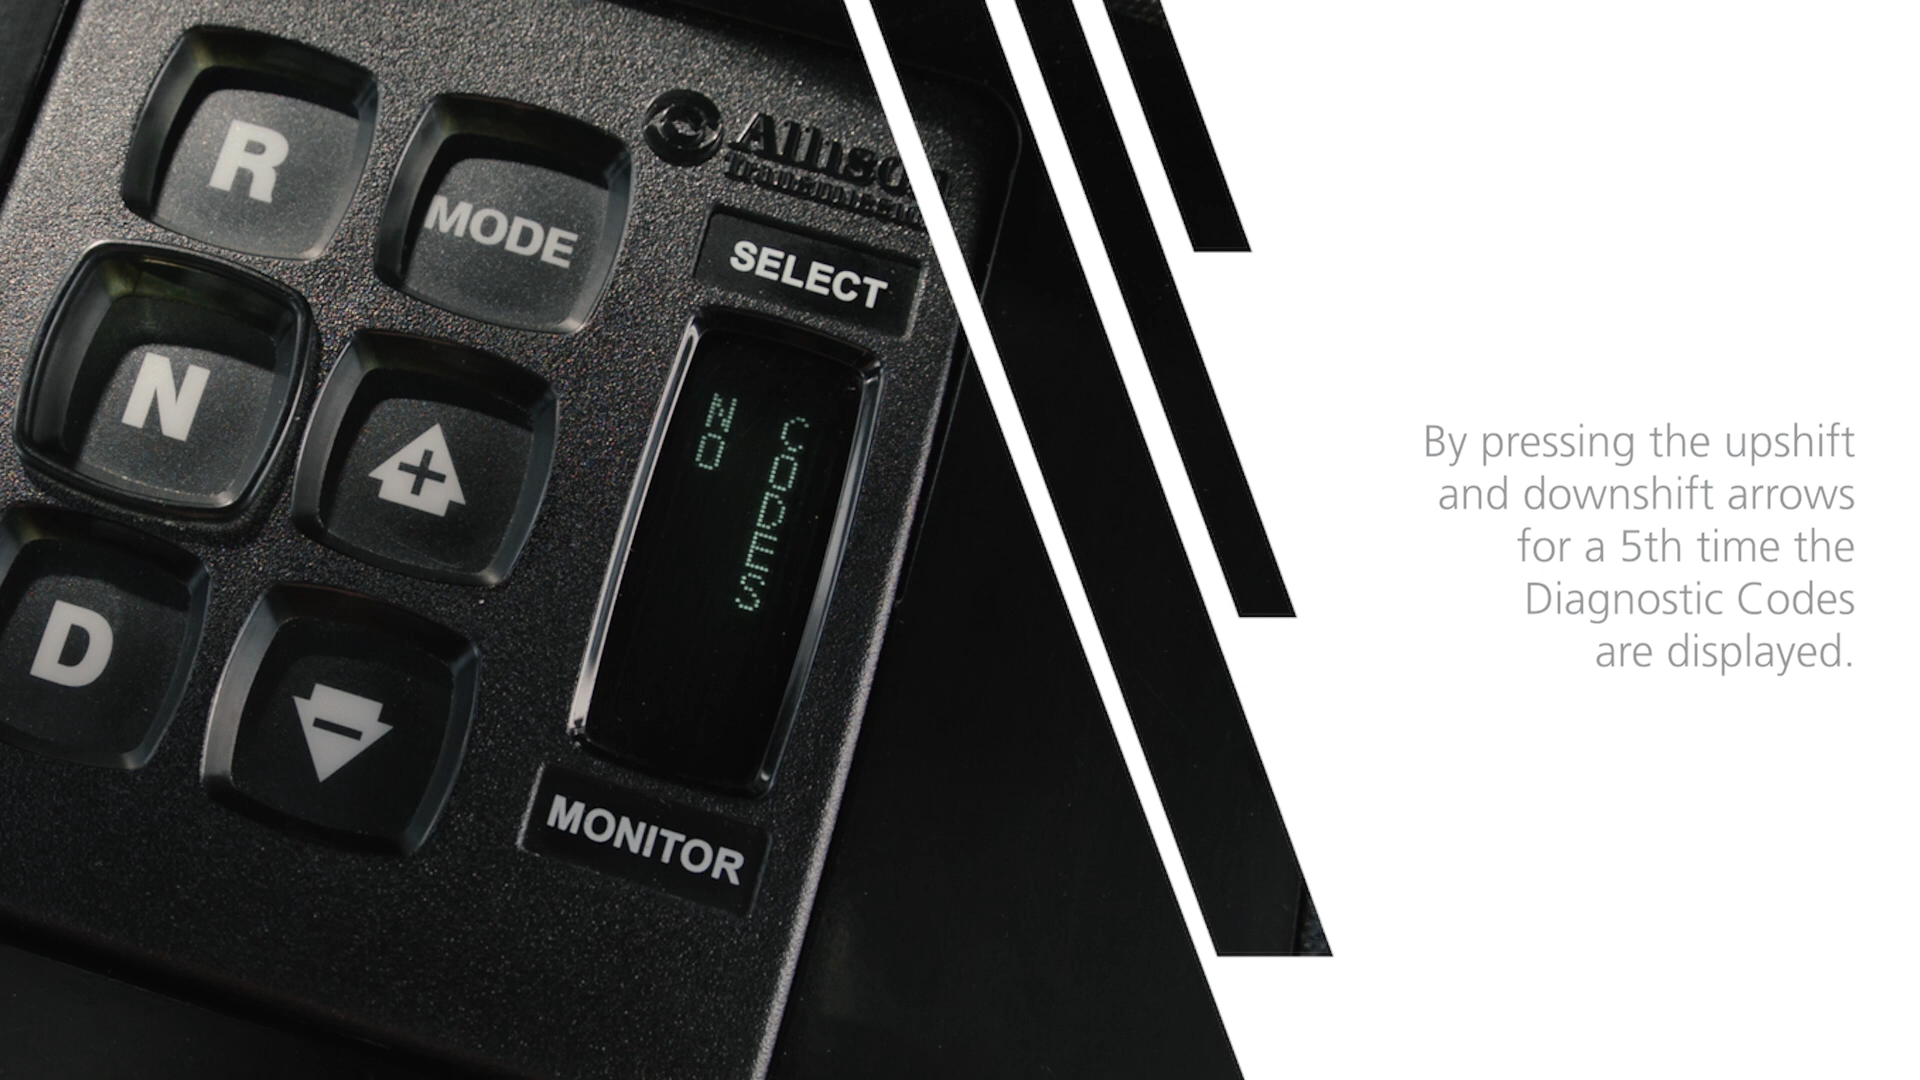 R
MODE
Allison
Transmission
SELECT
N
NO
CODES
D
MONITOR
By pressing the upshift
and downshift arrows
for a 5th time the
Diagnostic Codes
are displayed.